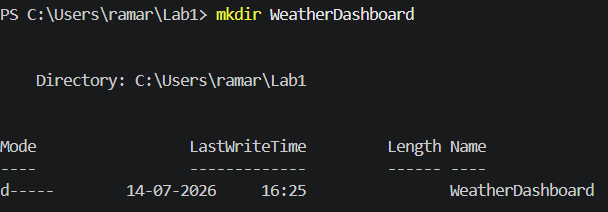 PS C:\Users\ramar\Lab1> mkdir WeatherDashboard
Directory: C:\Users\ramar\Lab1
Mode LastWriteTime Length Name
---- ------------- ------ ----
d----- 14-07-2026 16:25 WeatherDashboard